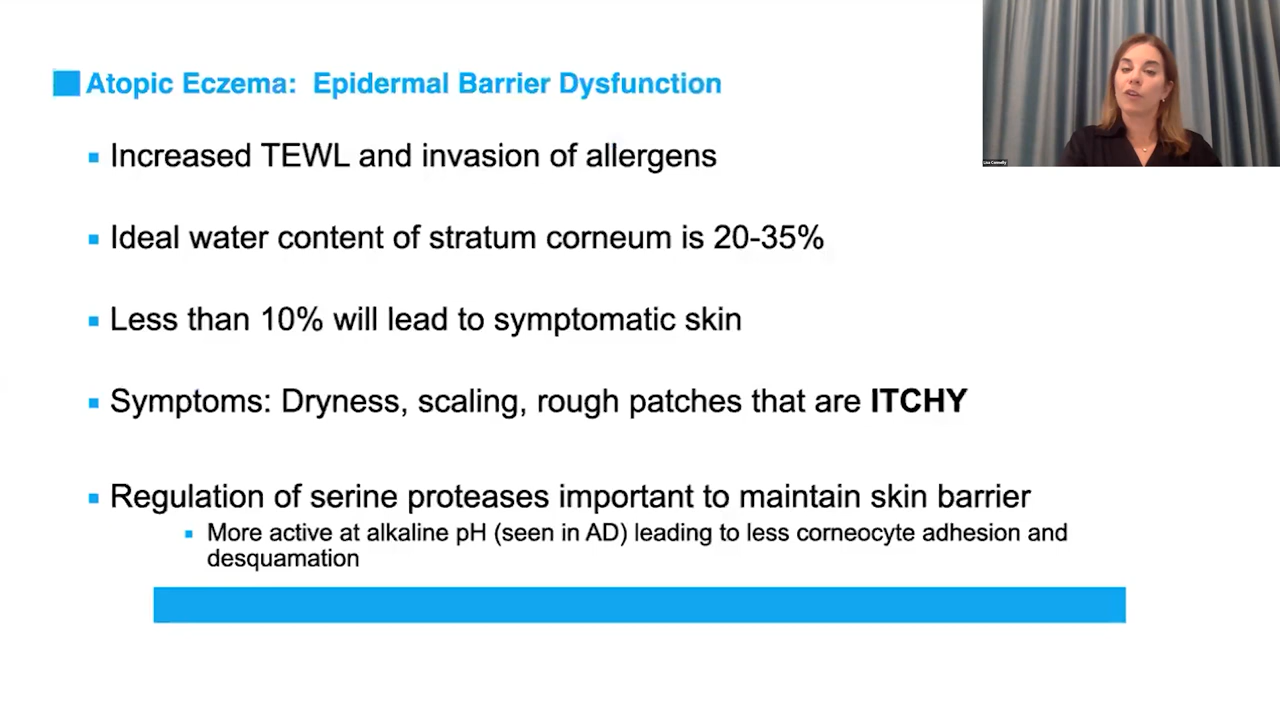 Atopic Eczema: Epidermal Barrier Dysfunction
Increased TEWL and invasion of allergens
Ideal water content of stratum corneum is 20-35%
Less than 10% will lead to symptomatic skin
Symptoms: Dryness, scaling, rough patches that are ITCHY
Regulation of serine proteases important to maintain skin barrier
More active at alkaline pH (seen in AD) leading to less corneocyte adhesion and
desquamation
Lisa Connelly